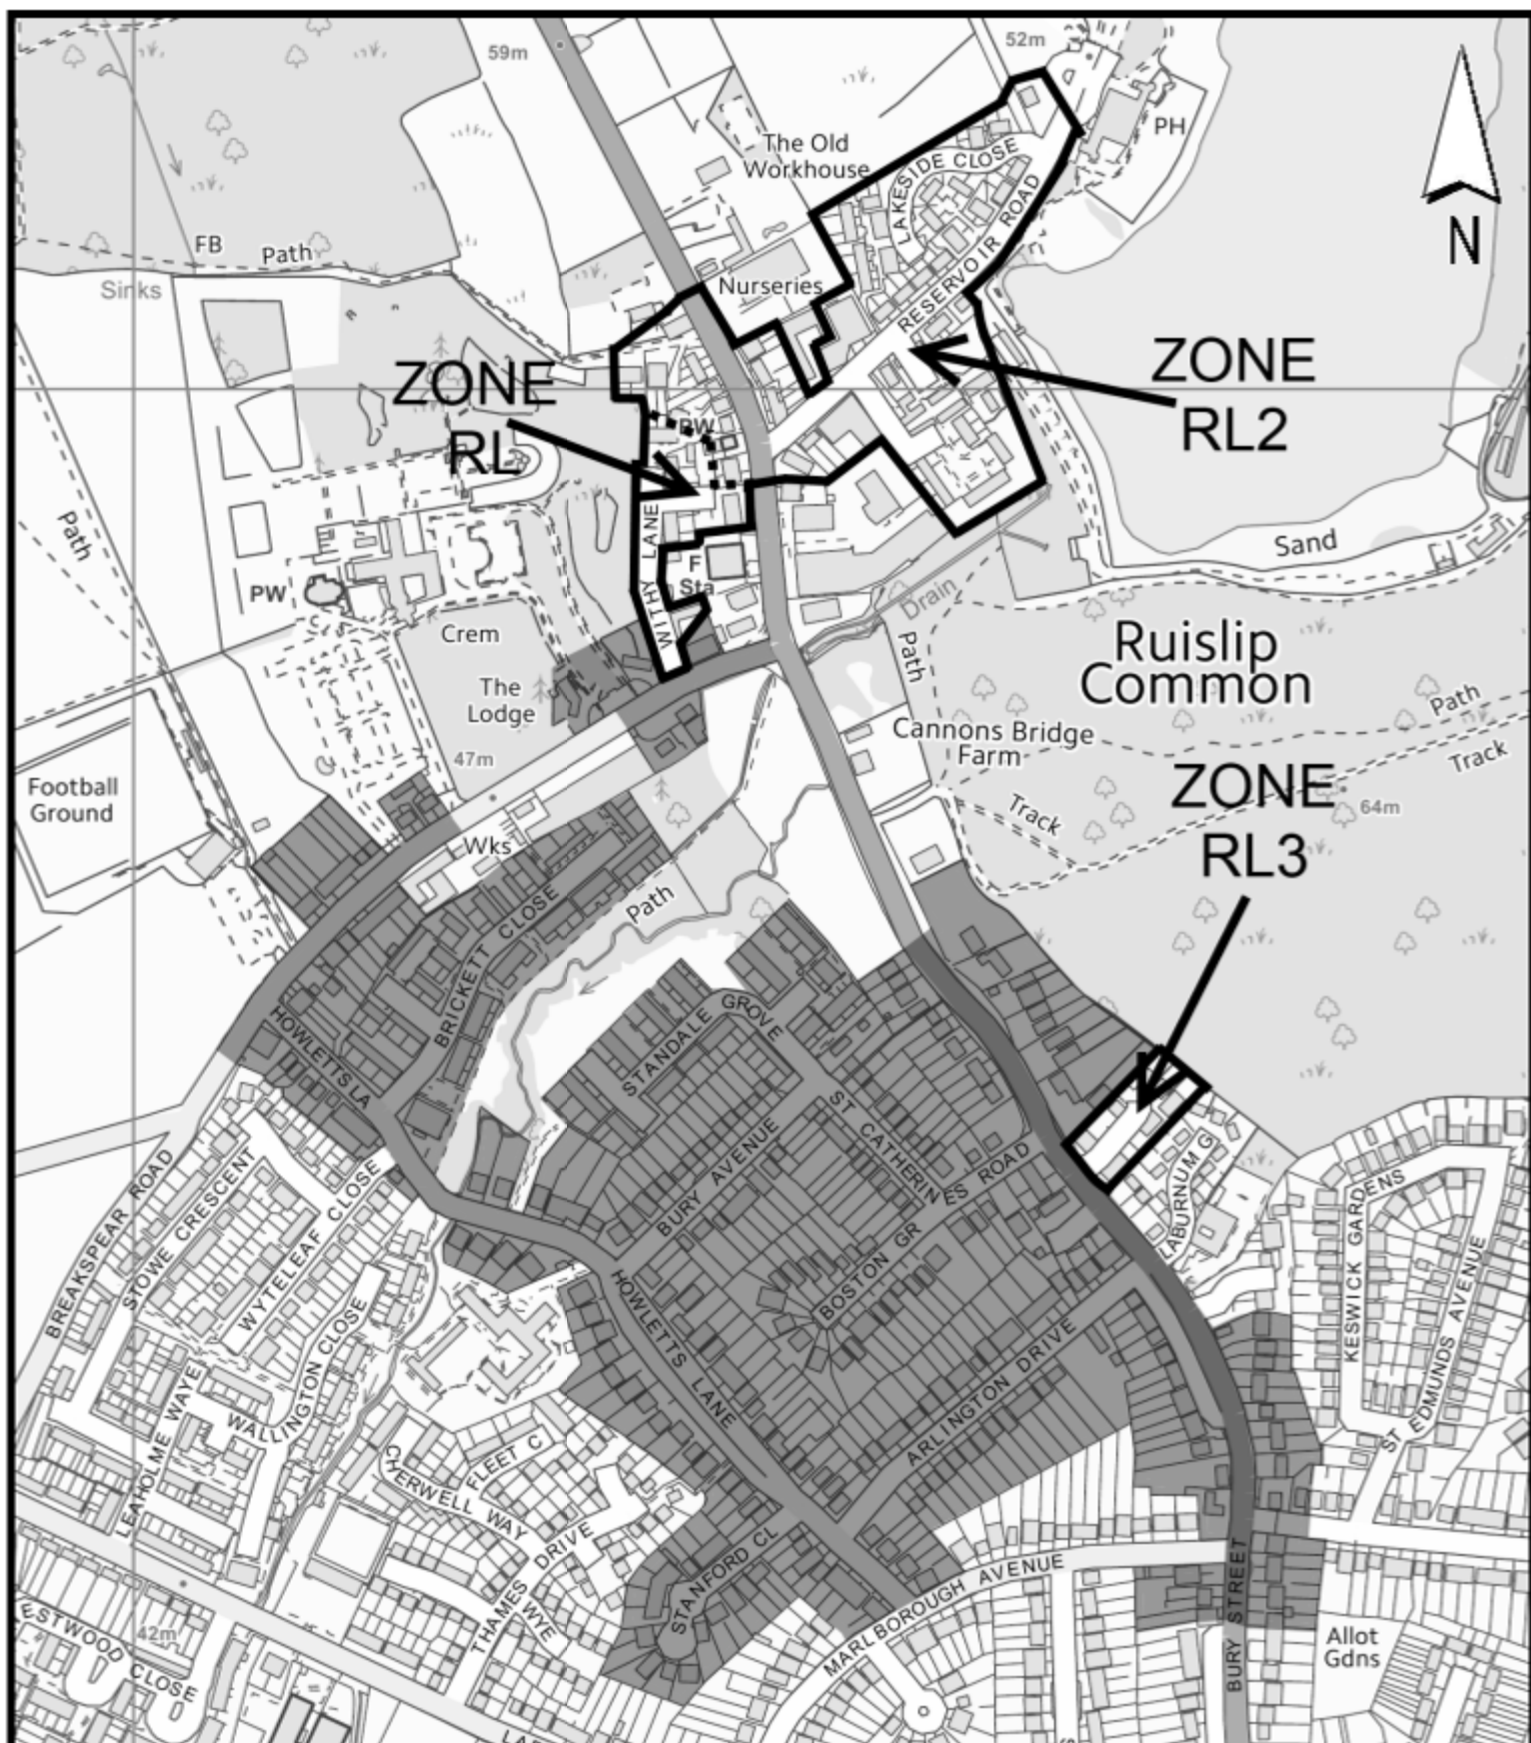 59m
52m
PH
The Old
Workhouse
LAKESIDE CLOSE
RESERVOIR ROAD
N
FB
Path
Sinks
Nurseries
ZONE
RL
ZONE
RL2
PW
Path
WITHY LANE
F
Sta
Sand
PW
Drain
Crem
Path
Ruislip
Common
The
Lodge
Path
Cannons Bridge
Farm
47m
Track
ZONE
RL3
Football
Ground
64m
Track
Wks
BRICKETT CLOSE
Path
HOWLETTS LA
STANDALE GROVE
ST CATHERINES ROAD
BURY AVENUE
LABURNUM G
BREAKSPEAR ROAD
STOWE CRESCENT
WYTELEAF CLOSE
KESWICK GARDENS
BOSTON GR
ST EDMUNDS AVENUE
HOWLETTS LANE
WALLINGTON CLOSE
ARLINGTON DRIVE
LEAHOLME WAYE
FLEET C
CHERWELL WAY
STANFORD CL
THAMES DRIVE
WYE
MARLBOROUGH AVENUE
BURY STREET
42m
ESTWOOD CLOSE
Allot
Gdns